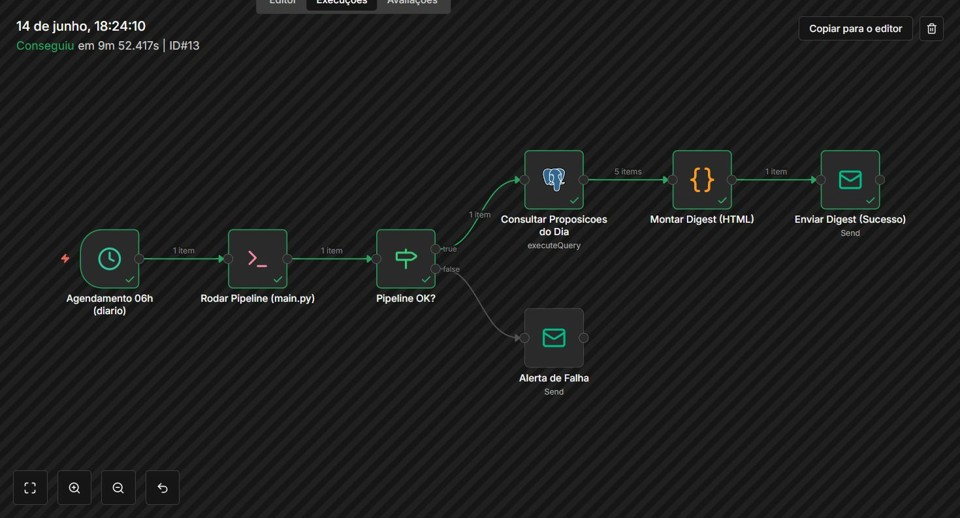 Editor
Execuções
Avaliações
14 de junho, 18:24:10
Conseguiu em 9m 52.417s | ID#13
Copiar para o editor
1 item
5 items
1 item
Consultar Proposicoes
do Dia
executeQuery
Montar Digest (HTML)
Enviar Digest (Sucesso)
Send
1 item
1 item
true
false
Agendamento 06h
(diario)
Rodar Pipeline (main.py)
Pipeline OK?
Alerta de Falha
Send